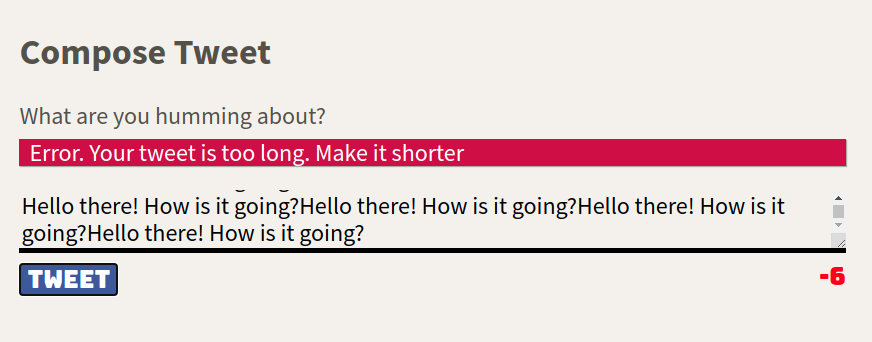 Compose Tweet
What are you humming about?
Error. Your tweet is too long. Make it shorter
Hello there! How is it going?Hello there! How is it going?Hello there! How is it
going?Hello there! How is it going?
TWEET
-6